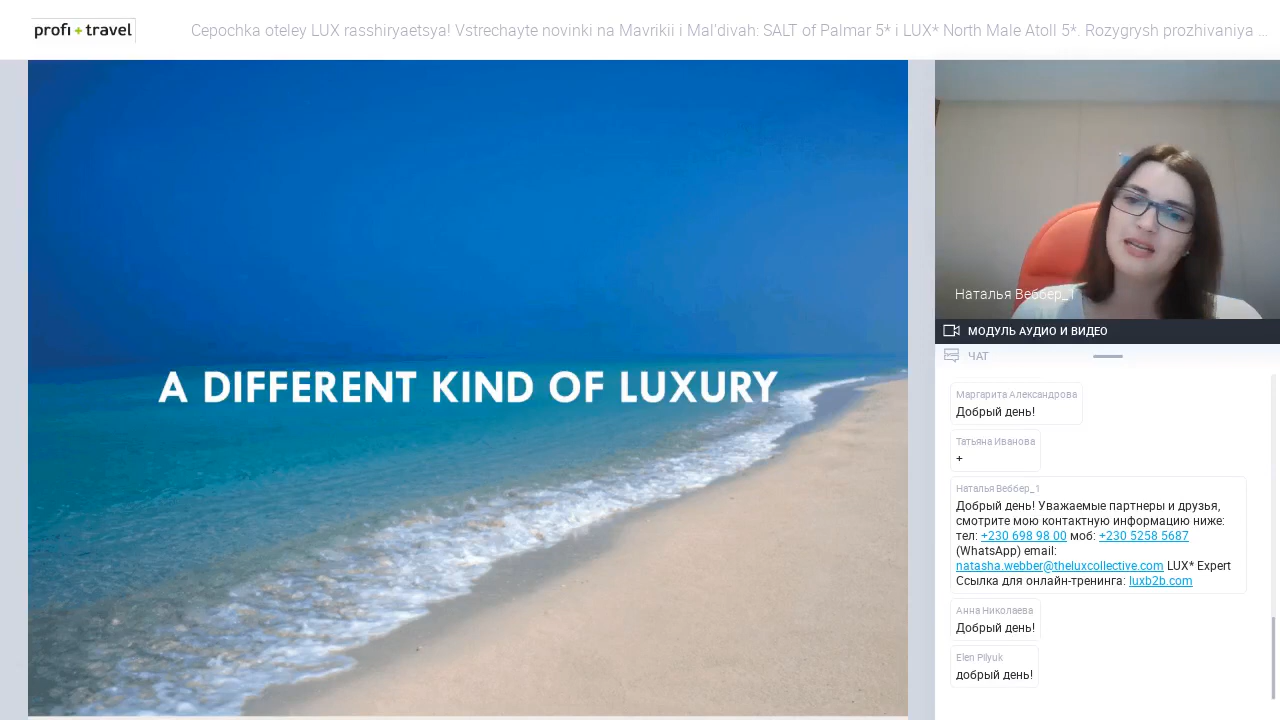 profi + travel
Cepochka oteley LUX rasshiryaetsya! Vstrechayte novinki na Mavrikii i Mal'divah: SALT of Palmar 5* i LUX* North Male Atoll 5*. Rozygrysh prozhivaniya ...
A DIFFERENT KIND OF LUXURY
Наталья Веббер_1
МОДУЛЬ АУДИО И ВИДЕО
ЧАТ
Маргарита Александрова
Добрый день!
Татьяна Иванова
+
Наталья Веббер_1
Добрый день! Уважаемые партнеры и друзья,
смотрите мою контактную информацию ниже:
тел: +230 698 98 00 моб: +230 5258 5687
(WhatsApp) email:
natasha.webber@theluxcollective.com LUX* Expert
Ссылка для онлайн-тренинга: luxb2b.com
Анна Николаева
Добрый день!
Elen Pilyuk
добрый день!